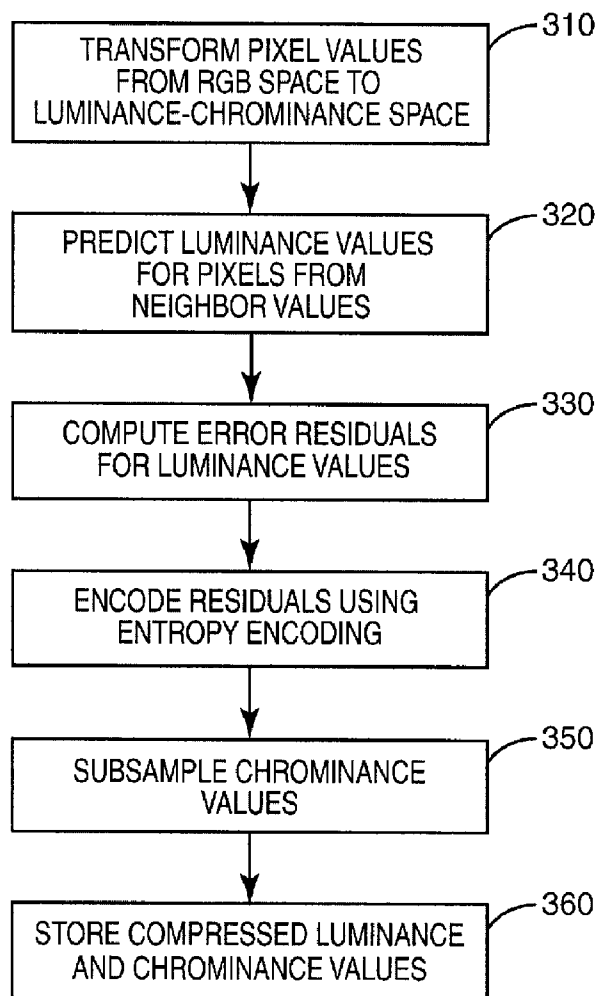 310
TRANSFORM PIXEL VALUES
FROM RGB SPACE TO
LUMINANCE-CHROMINANCE SPACE
320
PREDICT LUMINANCE VALUES
FOR PIXELS FROM
NEIGHBOR VALUES
330
COMPUTE ERROR RESIDUALS
FOR LUMINANCE VALUES
340
ENCODE RESIDUALS USING
ENTROPY ENCODING
350
SUBSAMPLE CHROMINANCE
VALUES
360
STORE COMPRESSED LUMINANCE
AND CHROMINANCE VALUES